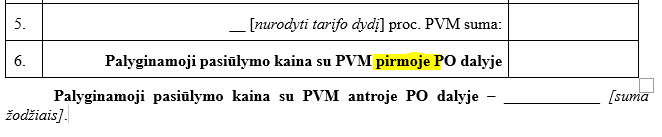 5. __ [nurodyti tarifo dydį] proc. PVM suma:
6. Palyginamoji pasiūlymo kaina su PVM pirmoje PO dalyje
Palyginamoji pasiūlymo kaina su PVM antroje PO dalyje – ____________ [suma
žodžiais].